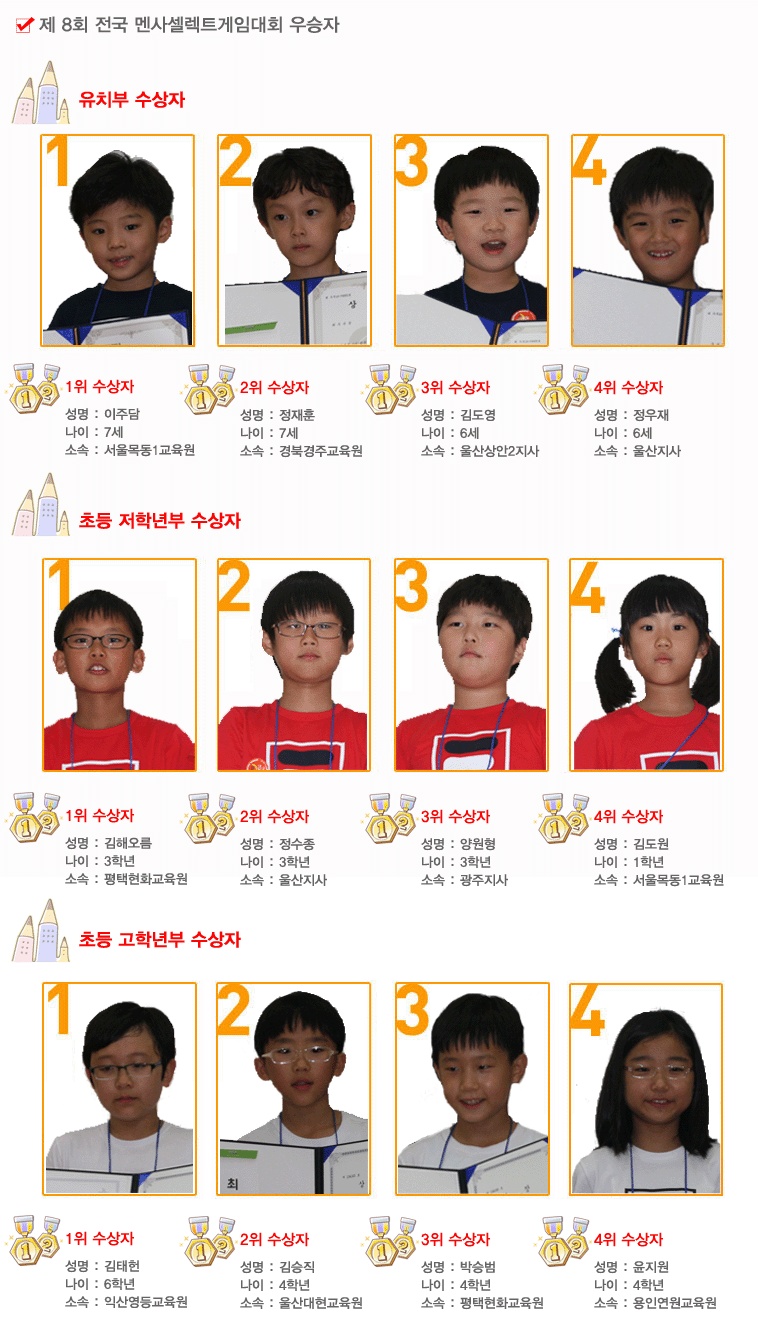 제 8회 전국 멘사셀렉트게임대회 우승자
유치부 수상자
1 2 3 4
상
1위 수상자 2위 수상자 3위 수상자 4위 수상자
성명 : 이주담 성명 : 정재훈 성명 : 김도영 성명 : 정우재
나이 : 7세 나이 : 7세 나이 : 6세 나이 : 6세
소속 : 서울목동1교육원 소속 : 경북경주교육원 소속 : 울산상안2지사 소속 : 울산지사
초등 저학년부 수상자
1 2 3 4
1위 수상자 2위 수상자 3위 수상자 4위 수상자
성명 : 김해오름 성명 : 정수종 성명 : 양원형 성명 : 김도원
나이 : 3학년 나이 : 3학년 나이 : 3학년 나이 : 1학년
소속 : 평택현화교육원 소속 : 울산지사 소속 : 광주지사 소속 : 서울목동1교육원
초등 고학년부 수상자
1 2 3 4
최 상
1위 수상자 2위 수상자 3위 수상자 4위 수상자
성명 : 김태헌 성명 : 김승직 성명 : 박승범 성명 : 윤지원
나이 : 6학년 나이 : 4학년 나이 : 4학년 나이 : 4학년
소속 : 익산영등교육원 소속 : 울산대현교육원 소속 : 평택현화교육원 소속 : 용인연원교육원